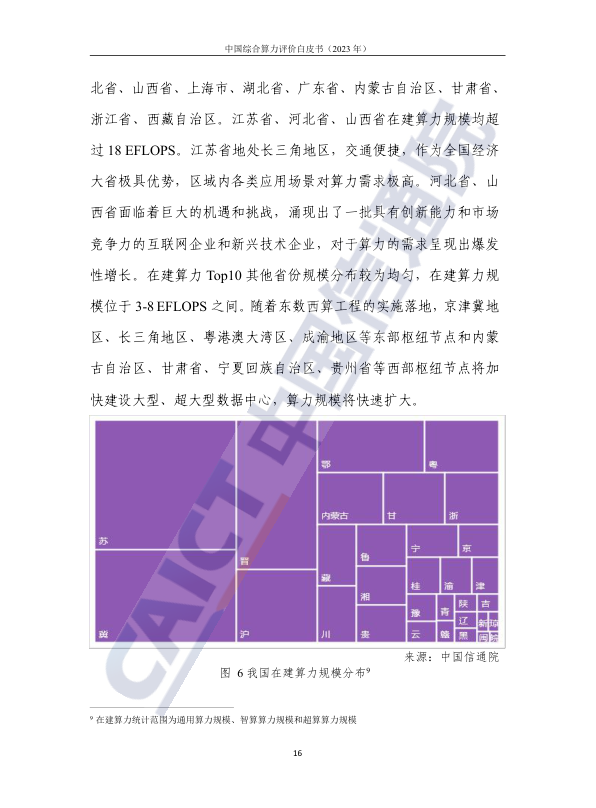 中国综合算力评价白皮书（2023 年）
北省、山西省、上海市、湖北省、广东省、内蒙古自治区、甘肃省、
浙江省、西藏自治区。江苏省、河北省、山西省在建算力规模均超
过 18 EFLOPS。江苏省地处长三角地区，交通便捷，作为全国经济
大省极具优势，区域内各类应用场景对算力需求极高。河北省、山
西省面临着巨大的机遇和挑战，涌现出了一批具有创新能力和市场
竞争力的互联网企业和新兴技术企业，对于算力的需求呈现出爆发
性增长。在建算力 Top10 其他省份规模分布较为均匀，在建算力规
模位于 3-8 EFLOPS 之间。随着东数西算工程的实施落地，京津冀地
区、长三角地区、粤港澳大湾区、成渝地区等东部枢纽节点和内蒙
古自治区、甘肃省、宁夏回族自治区、贵州省等西部枢纽节点将加
快建设大型、超大型数据中心，算力规模将快速扩大。
鄂 粤
内蒙古 甘 浙
苏
晋 藏 鲁 宁 京
湘 桂 渝 津
豫 青 陕 吉
辽 新 琼
冀 沪 川 贵 云 赣 黑 闽 皖
来源：中国信通院
图 6 我国在建算力规模分布9
9 在建算力统计范围为通用算力规模、智算算力规模和超算算力规模
16
CAICT 中国信通院